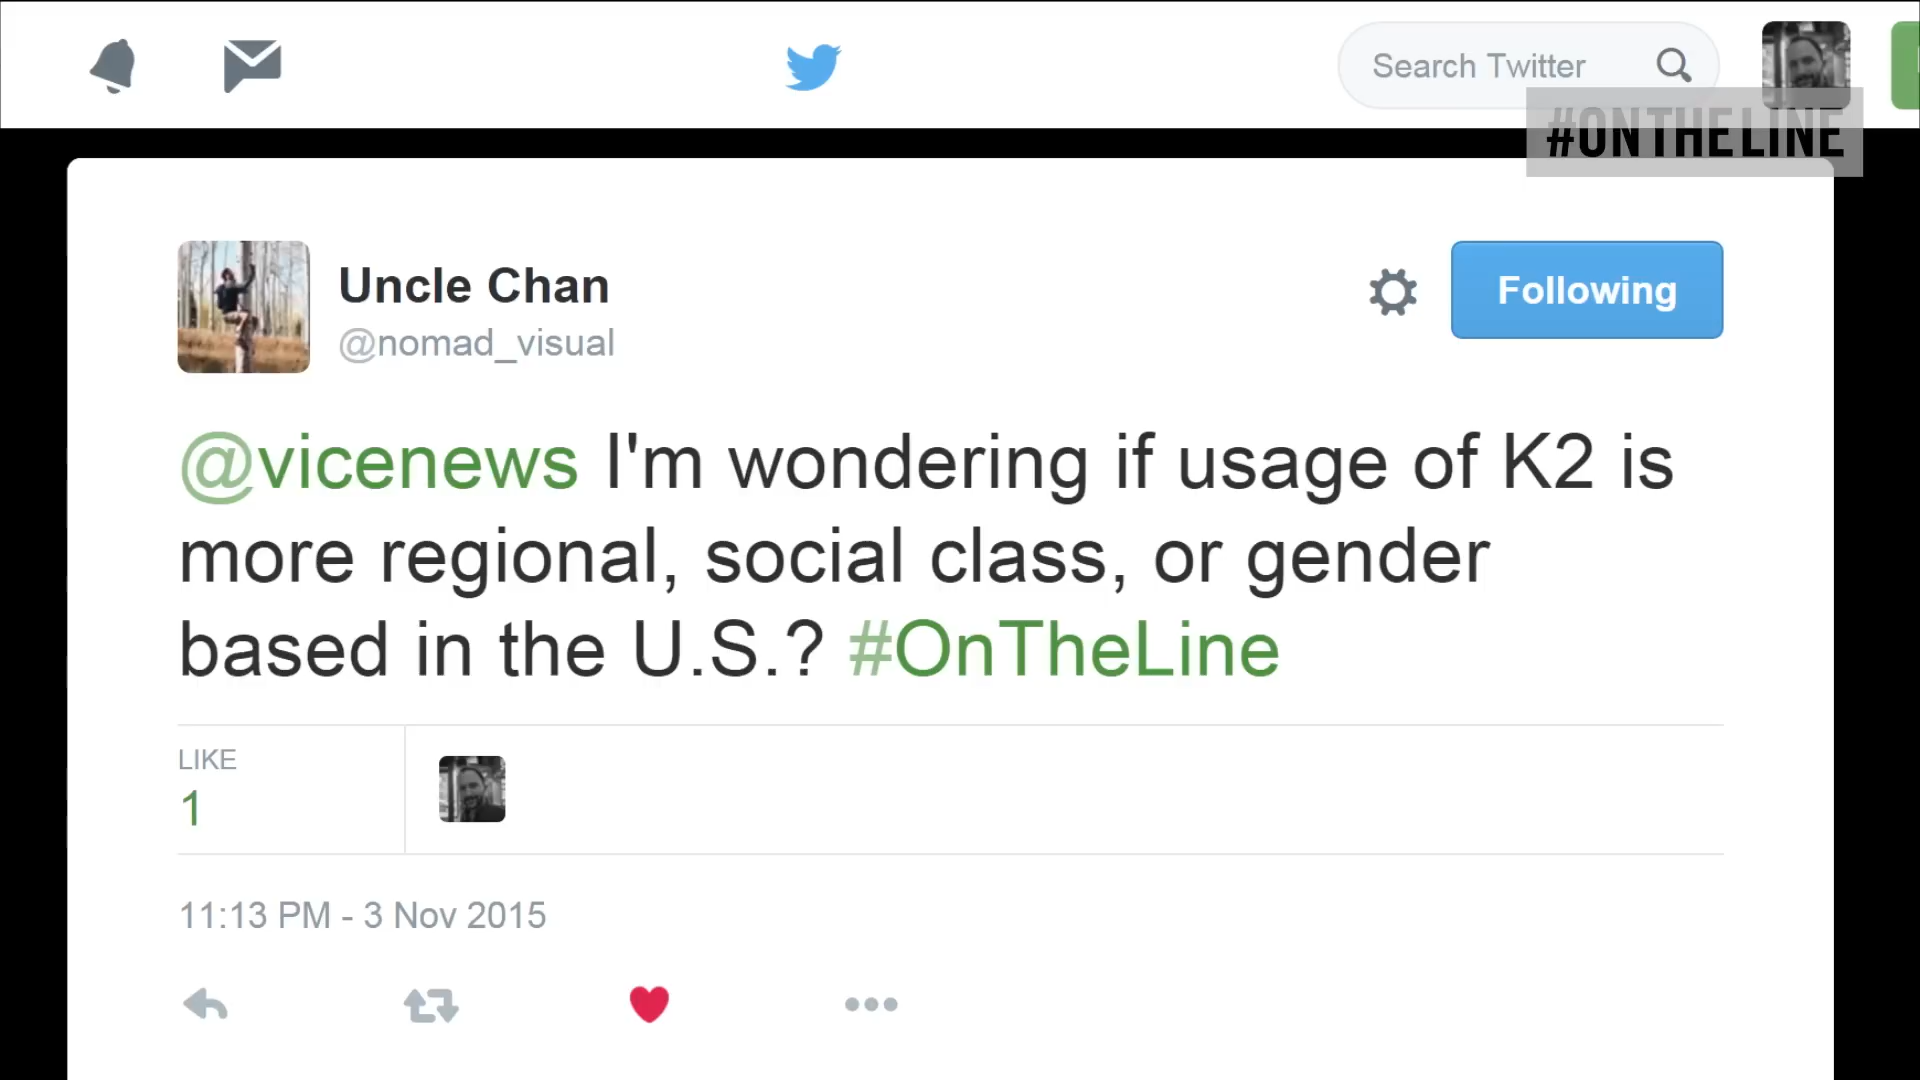 Search Twitter
#ONTHELINE
Uncle Chan
Following
@nomad_visual
@vicenews I'm wondering if usage of K2 is
more regional, social class, or gender
based in the U.S.? #OnTheLine
LIKE
1
11:13 PM - 3 Nov 2015